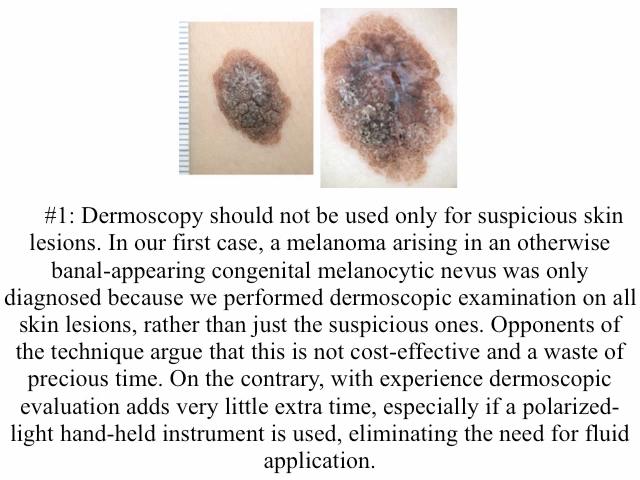 #1: Dermoscopy should not be used only for suspicious skin
lesions. In our first case, a melanoma arising in an otherwise
banal-appearing congenital melanocytic nevus was only
diagnosed because we performed dermoscopic examination on all
skin lesions, rather than just the suspicious ones. Opponents of
the technique argue that this is not cost-effective and a waste of
precious time. On the contrary, with experience dermoscopic
evaluation adds very little extra time, especially if a polarized-
light hand-held instrument is used, eliminating the need for fluid
application.